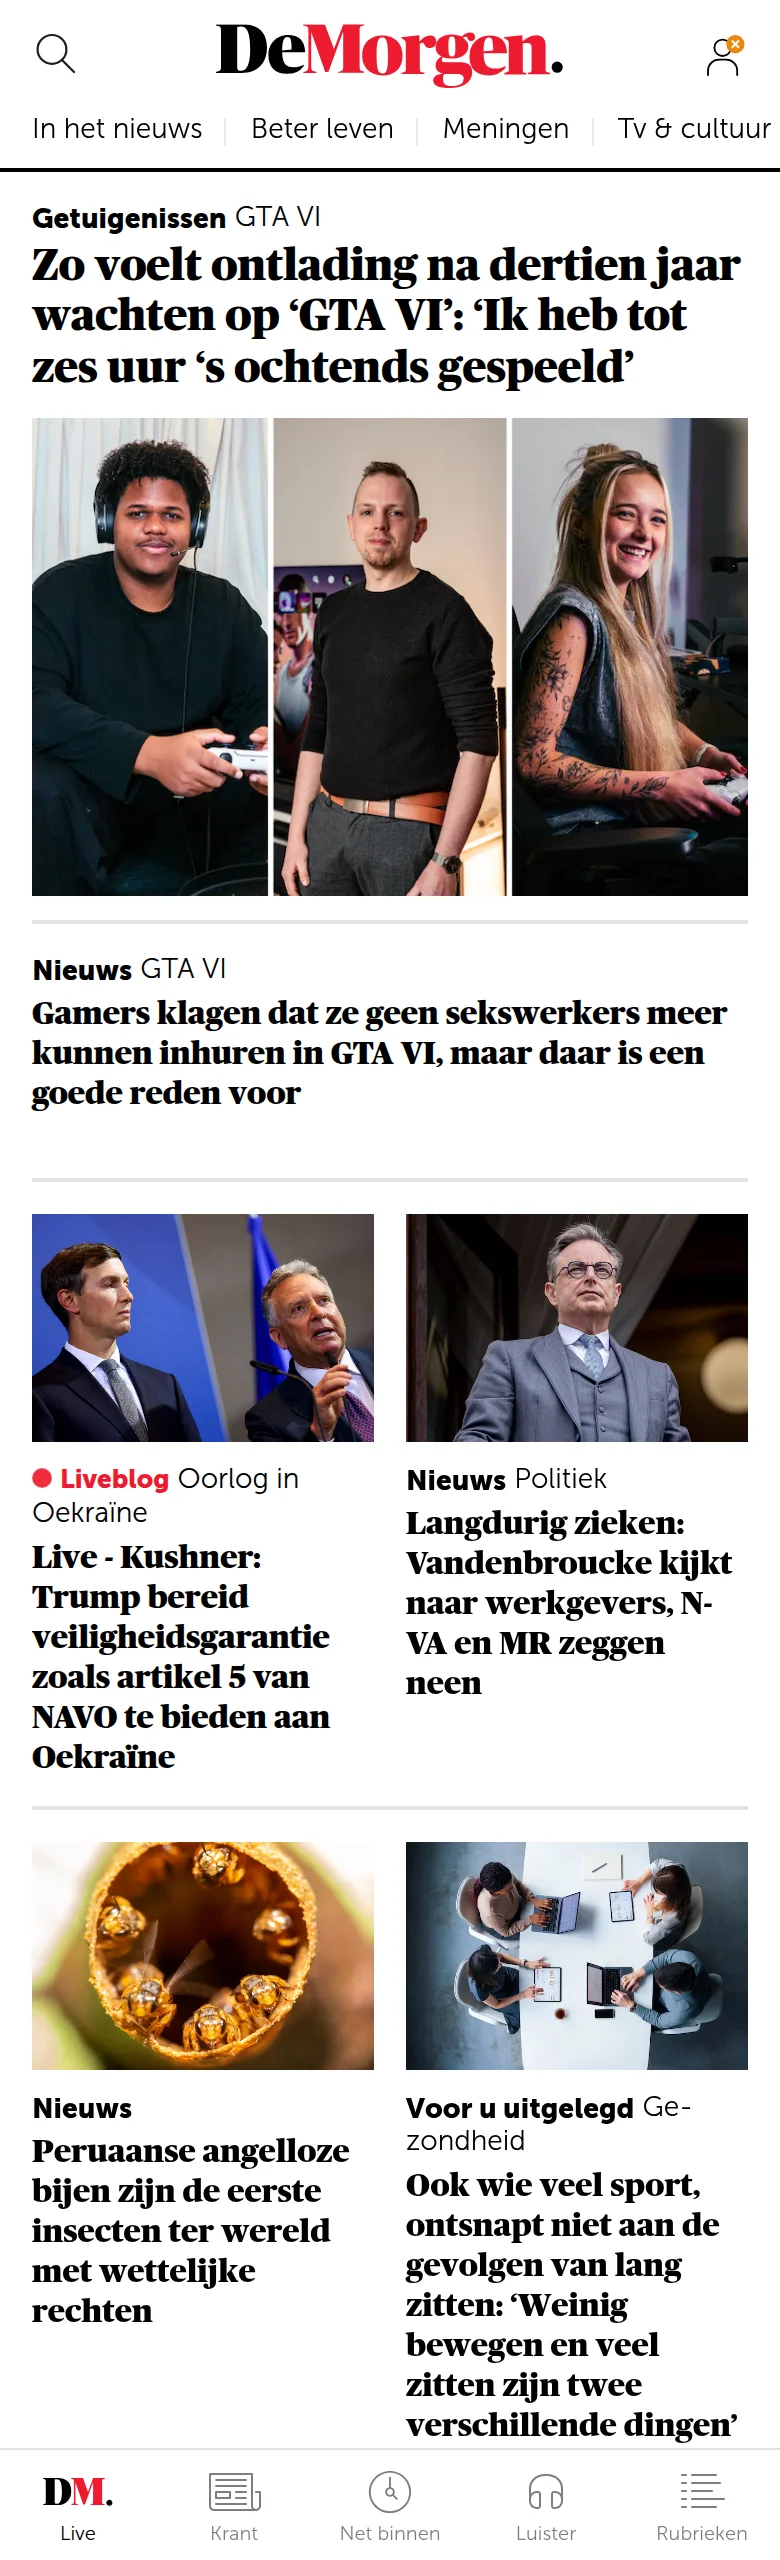 DeMorgen.
In het nieuws
Beter leven
Meningen
Tv & cultuur
Getuigenissen GTA VI
Zo voelt ontlading na dertien jaar
wachten op ‘GTA VI’: ‘Ik heb tot
zes uur ‘s ochtends gespeeld’
Nieuws GTA VI
Gamers klagen dat ze geen sekswerkers meer
kunnen inhuren in GTA VI, maar daar is een
goede reden voor
Liveblog Oorlog in
Oekraïne
Live - Kushner:
Trump bereid
veiligheidsgarantie
zoals artikel 5 van
NAVO te bieden aan
Oekraïne
Nieuws Politiek
Langdurig zieken:
Vandenbroucke kijkt
naar werkgevers, N-
VA en MR zeggen
neen
Nieuws
Peruaanse angelloze
bijen zijn de eerste
insecten ter wereld
met wettelijke
rechten
Voor u uitgelegd Ge-
zondheid
Ook wie veel sport,
ontsnapt niet aan de
gevolgen van lang
zitten: ‘Weinig
bewegen en veel
zitten zijn twee
verschillende dingen’
DM.
Live
Krant
Net binnen
Luister
Rubrieken